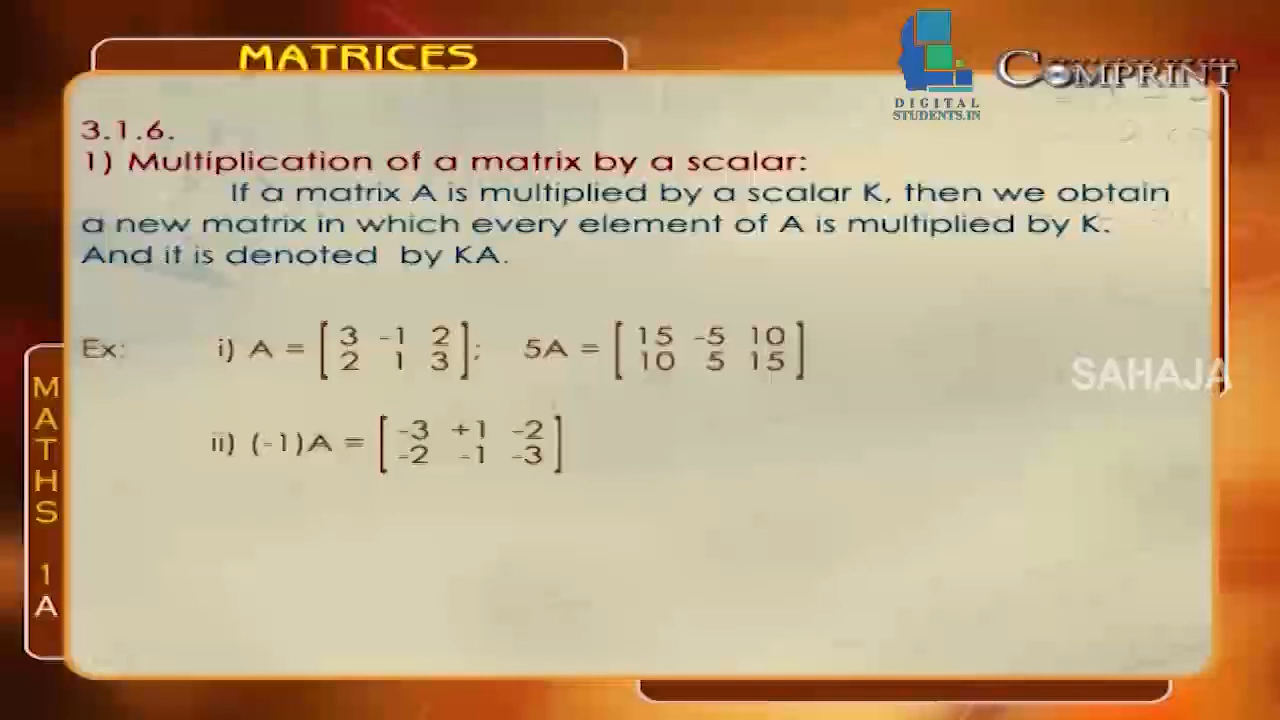 MATRICES
DIGITAL
STUDENTS.IN
COMPRINT
3.1.6.
1) Multiplication of a matrix by a scalar:
If a matrix A is multiplied by a scalar K, then we obtain
a new matrix in which every element of A is multiplied by K.
And it is denoted by KA.
Ex: i) A = [ 3 -1 2 ]; 5A = [ 15 -5 10 ]
2 1 3 10 5 15
SAHAJA
ii) (-1)A = [ -3 +1 -2 ]
-2 -1 -3
MATHS 1A